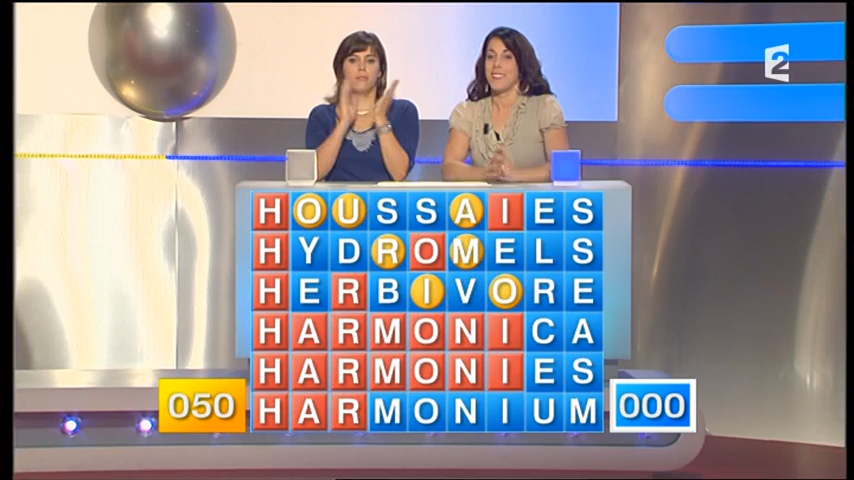 2
HOUSSAIES
HYDROMELS
HERBIVORE
HARMONICA
HARMONIES
HARMONIUM
050
000